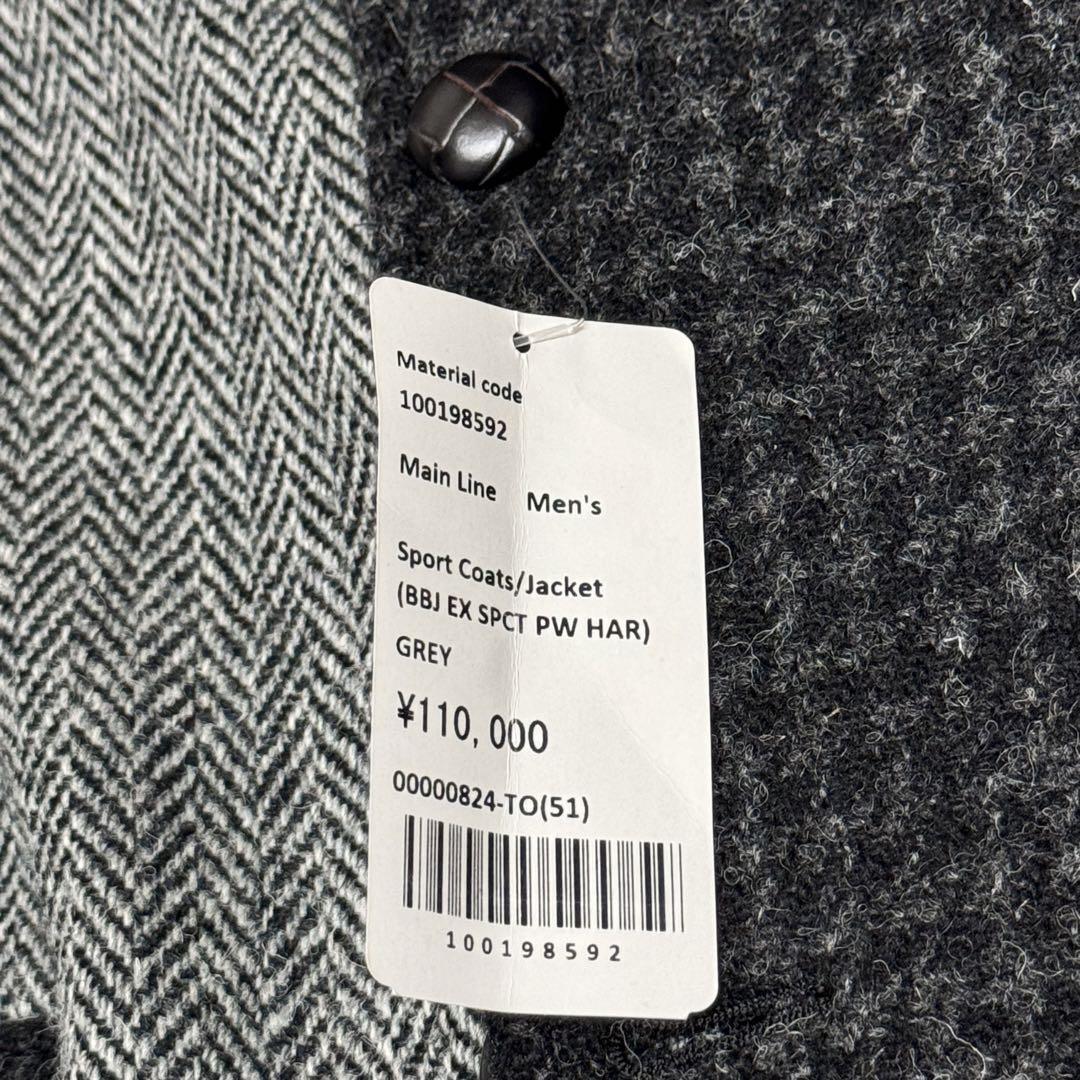 Material code
100198592
Main Line Men's
Sport Coats/Jacket
(BBJ EX SPCT PW HAR)
GREY
¥110,000
00000824-TO(51)
100198592